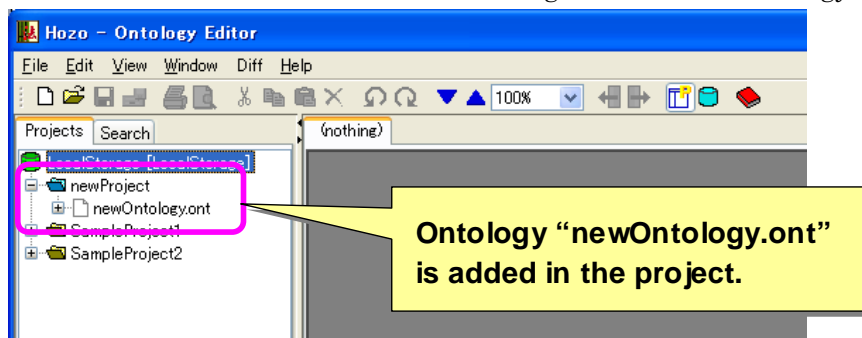 Hozo - Ontology Editor
File Edit View Window Diff Help
100%
Projects Search (nothing)
LocalStorage [LocalStorage]
newProject
newOntology.ont
SampleProject1
SampleProject2
Ontology “newOntology.ont”
is added in the project.